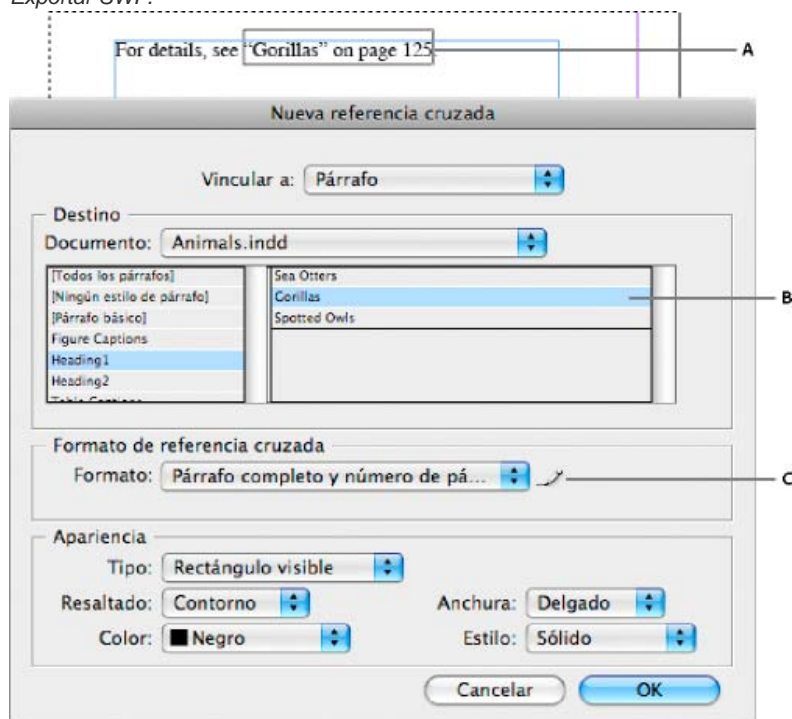 Exportar SWF.
For details, see “Gorillas” on page 125.
A
Nueva referencia cruzada
Vincular a: Párrafo
Destino
Documento: Animals.indd
[Todos los párrafos]
[Ningún estilo de párrafo]
[Párrafo básico]
Figure Captions
Heading1
Heading2
Table Captions
Sea Otters
Gorillas
Spotted Owls
B
Formato de referencia cruzada
Formato: Párrafo completo y número de pá...
C
Apariencia
Tipo: Rectángulo visible
Resaltado: Contorno
Anchura: Delgado
Color: Negro
Estilo: Sólido
Cancelar
OK